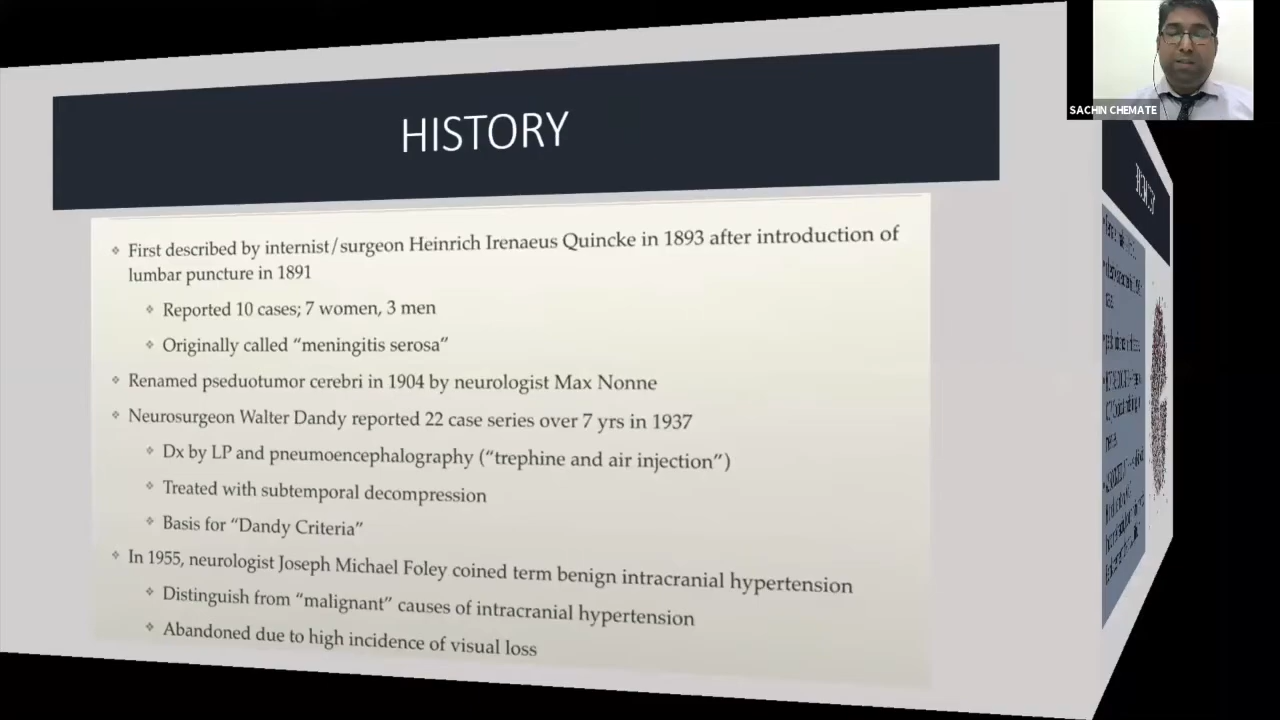 SACHIN CHEMATE
HISTORY
First described by internist/surgeon Heinrich Irenaeus Quincke in 1893 after introduction of
lumbar puncture in 1891
Reported 10 cases; 7 women, 3 men
Originally called “meningitis serosa”
Renamed pseduotumor cerebri in 1904 by neurologist Max Nonne
Neurosurgeon Walter Dandy reported 22 case series over 7 yrs in 1937
Dx by LP and pneumoencephalography (“trephine and air injection”)
Treated with subtemporal decompression
Basis for “Dandy Criteria”
In 1955, neurologist Joseph Michael Foley coined term benign intracranial hypertension
Distinguish from “malignant” causes of intracranial hypertension
Abandoned due to high incidence of visual loss